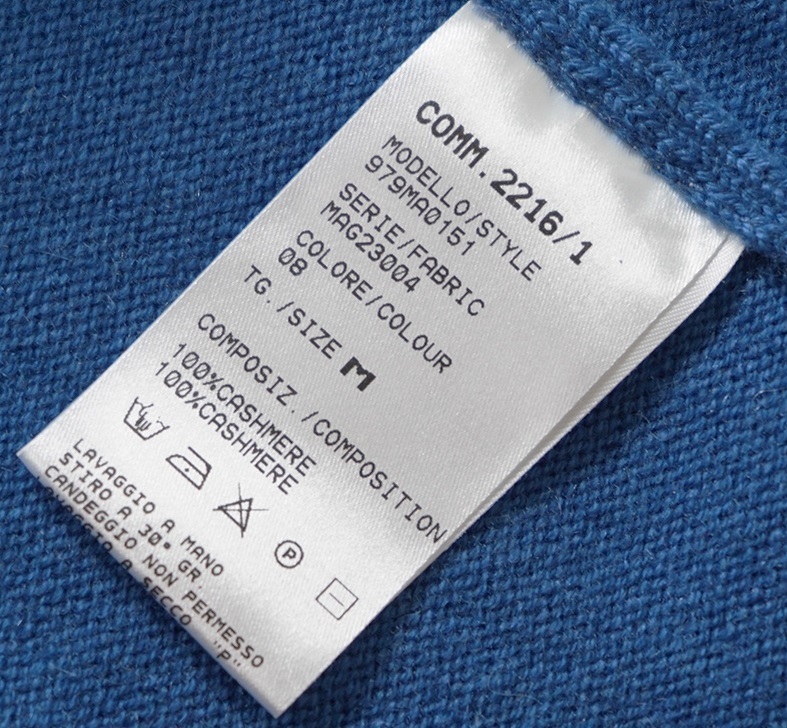 COMM.2216/1
MODELLO/STYLE
979MA0151
SERIE/FABRIC
MAG23004
COLORE/COLOUR
08
TG./SIZE M
COMPOSIZ./COMPOSITION
100%CASHMERE
100%CASHMERE
P
LAVAGGIO A MANO
STIRO A 30° GR.
CANDEGGIO NON PERMESSO
A SECCO "P"